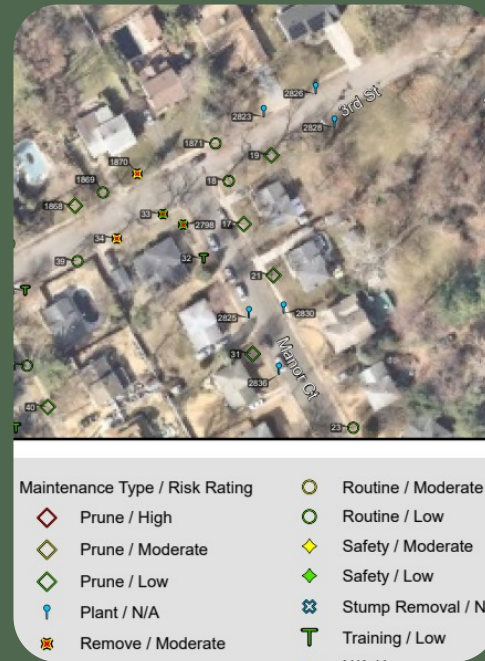 2826
3rd St
2823
2828
1871
19
1870
18
1869
1868
33
2798
17
34
32
39
21
2825
2830
31
Manor Ct
2836
40
23
Maintenance Type / Risk Rating
Prune / High
Prune / Moderate
Prune / Low
Plant / N/A
Remove / Moderate
Routine / Moderate
Routine / Low
Safety / Moderate
Safety / Low
Stump Removal / N
Training / Low